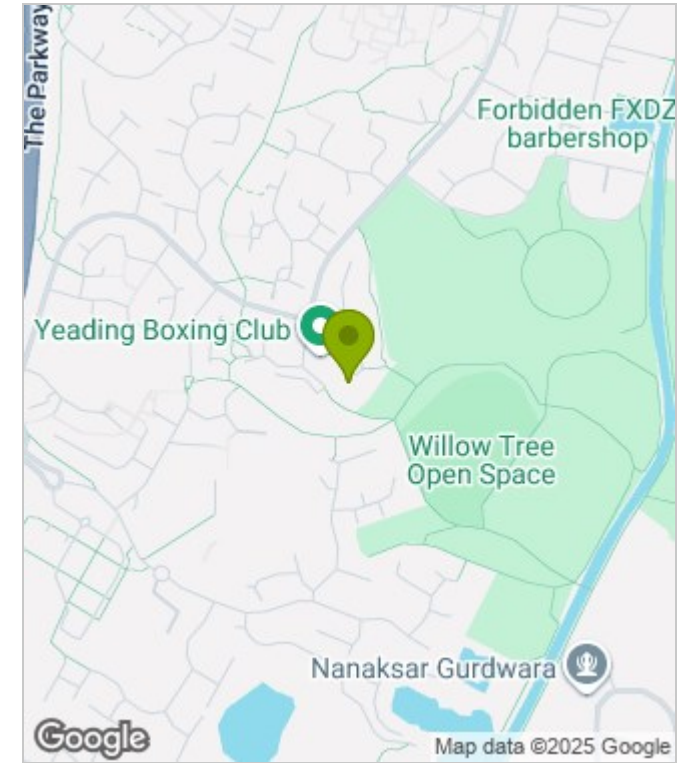 The Parkway
Forbidden FXDZ
barbershop
Yeading Boxing Club
Willow Tree
Open Space
Nanaksar Gurdwara
Google
Map data ©2025 Google